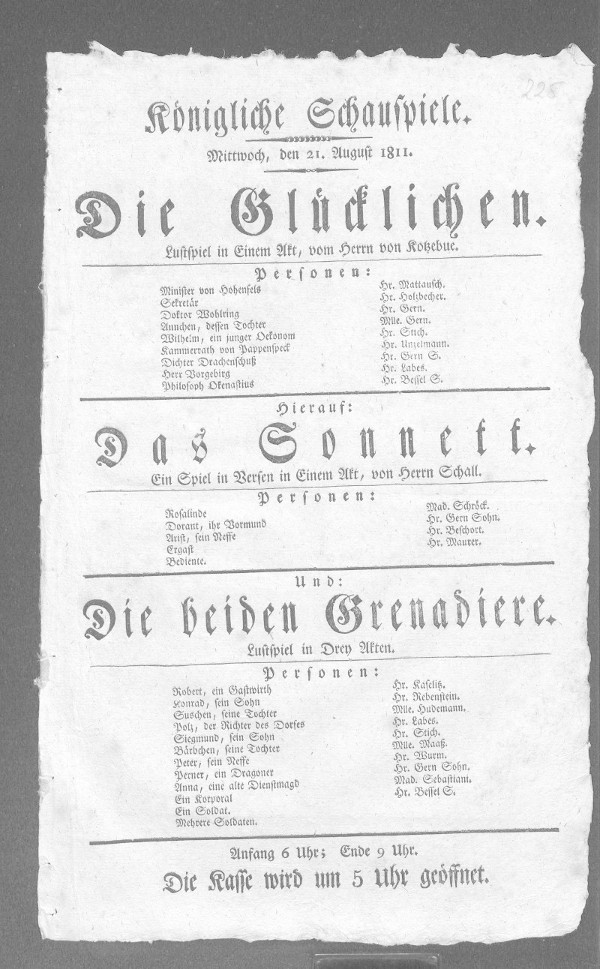 225
Königliche Schauspiele.
Mittwoch, den 21. August 1811.
Die Glücklichen.
Lustspiel in Einem Akt, vom Herrn von Kotzebue.
Personen:
Minister von Hohenfels Hr. Mattausch.
Sekretär Hr. Holzbecher.
Doktor Wohlring Hr. Gern.
Annchen, dessen Tochter Mlle. Gern.
Wilhelm, ein junger Oekonom Hr. Stich.
Kammerrath von Pappenspeck Hr. Unzelmann.
Dichter Drachenschuß Hr. Gern S.
Herr Vorgebirg Hr. Labes.
Philosoph Okenastius Hr. Bessel S.
Hierauf:
Das Sonnett.
Ein Spiel in Versen in Einem Akt, von Herrn Schall.
Personen:
Rosalinde Mad. Schröck.
Dorant, ihr Vormund Hr. Gern Sohn.
Arist, sein Neffe Hr. Beschort.
Ergast Hr. Maurer.
Bediente.
Und:
Die beiden Grenadiere.
Lustspiel in Drey Akten.
Personen:
Robert, ein Gastwirth Hr. Kaselitz.
Konrad, sein Sohn Hr. Rebenstein.
Suschen, seine Tochter Mlle. Hudemann.
Polz, der Richter des Dorfes Hr. Labes.
Siegmund, sein Sohn Hr. Stich.
Bärbchen, seine Tochter Mlle. Maaß.
Peter, sein Neffe Hr. Wurm.
Perner, ein Dragoner Hr. Gern Sohn.
Anna, eine alte Dienstmagd Mad. Sebastiani.
Ein Korporal Hr. Bessel S.
Ein Soldat.
Mehrere Soldaten.
Anfang 6 Uhr; Ende 9 Uhr.
Die Kasse wird um 5 Uhr geöffnet.